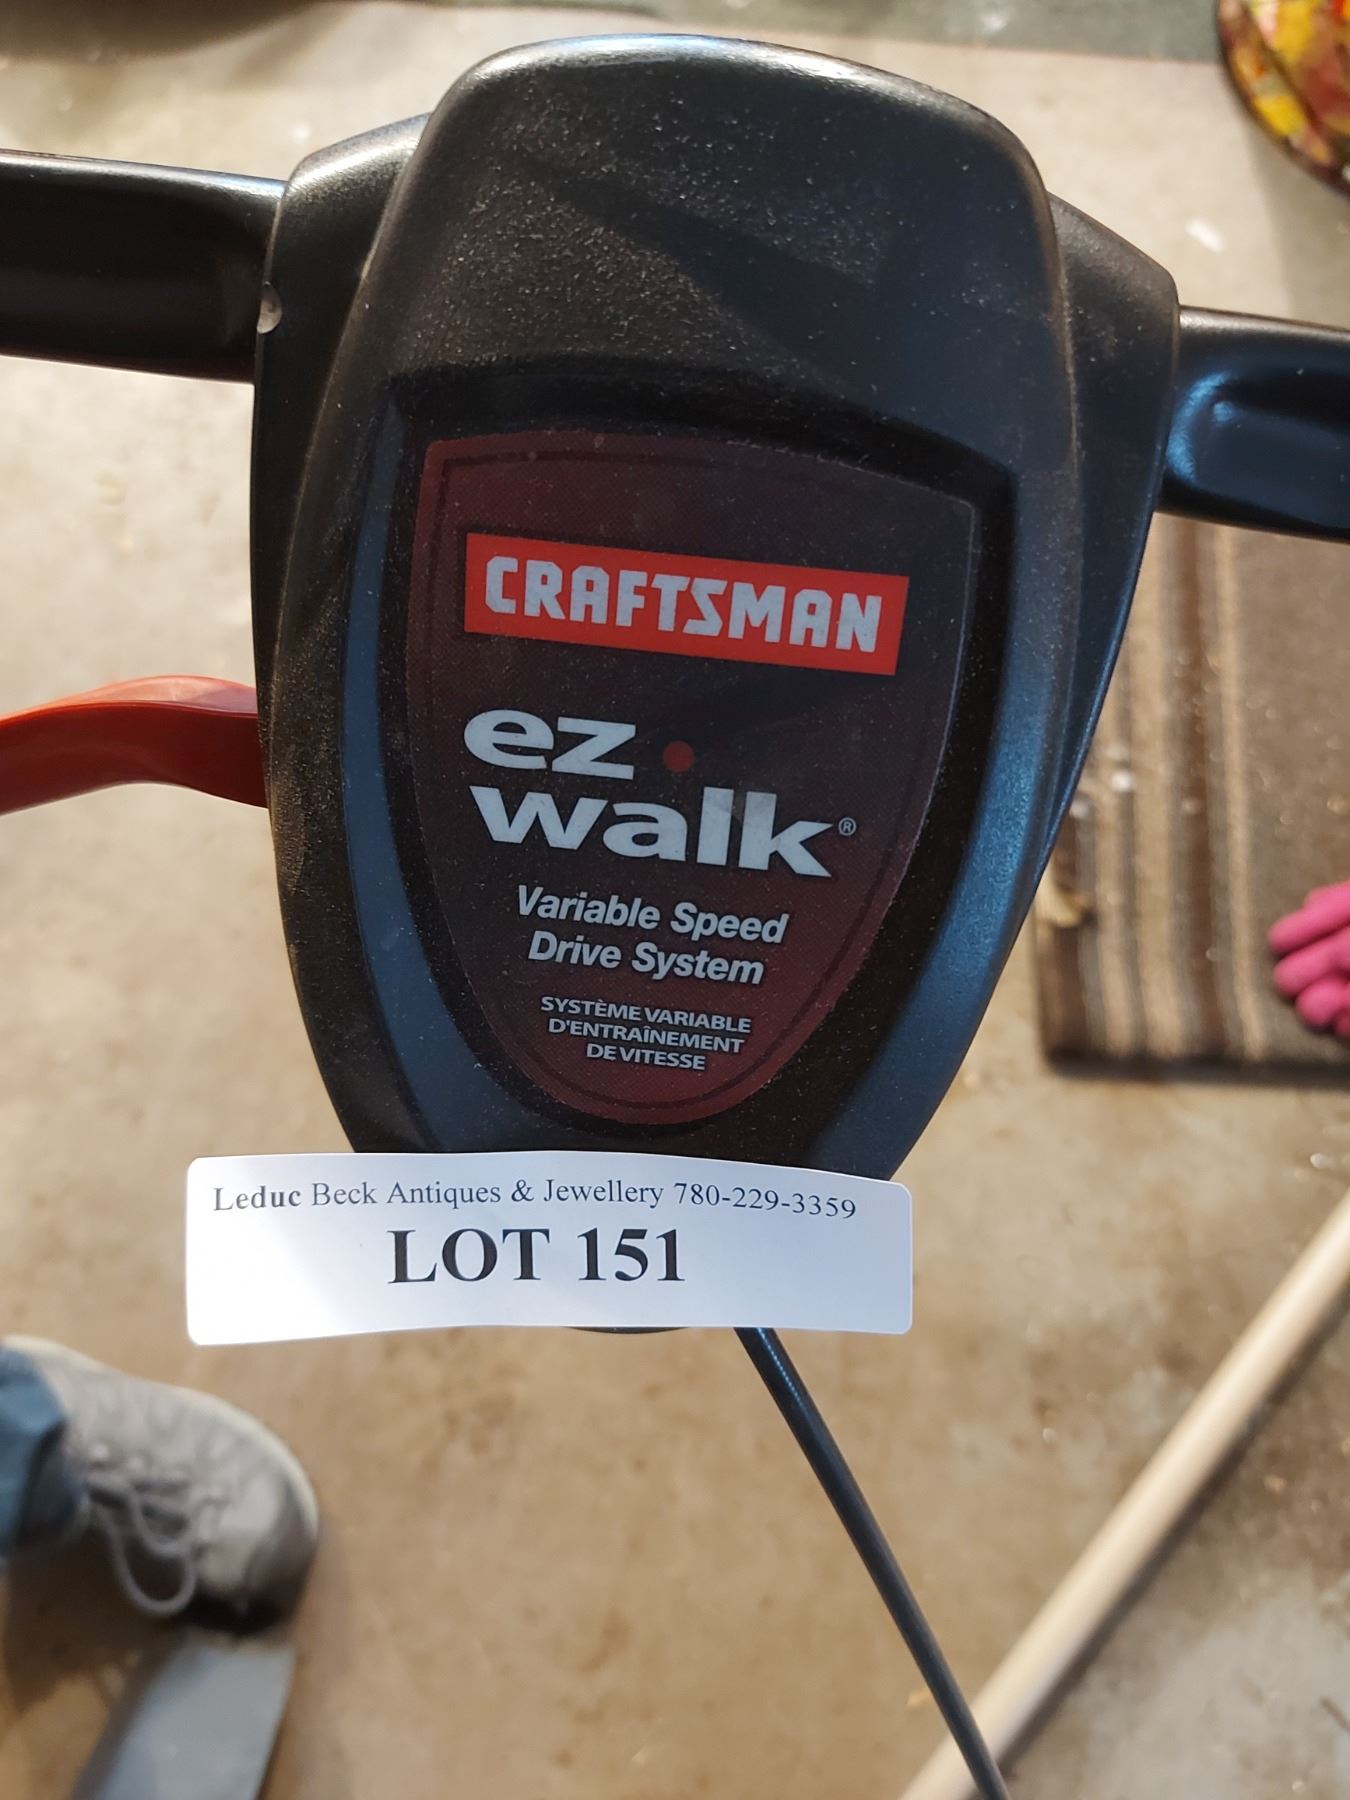 CRAFTSMAN
ez
walk®
Variable Speed
Drive System
SYSTÈME VARIABLE
D'ENTRAÎNEMENT
DE VITESSE
Leduc Beck Antiques & Jewellery 780-229-3359
LOT 151